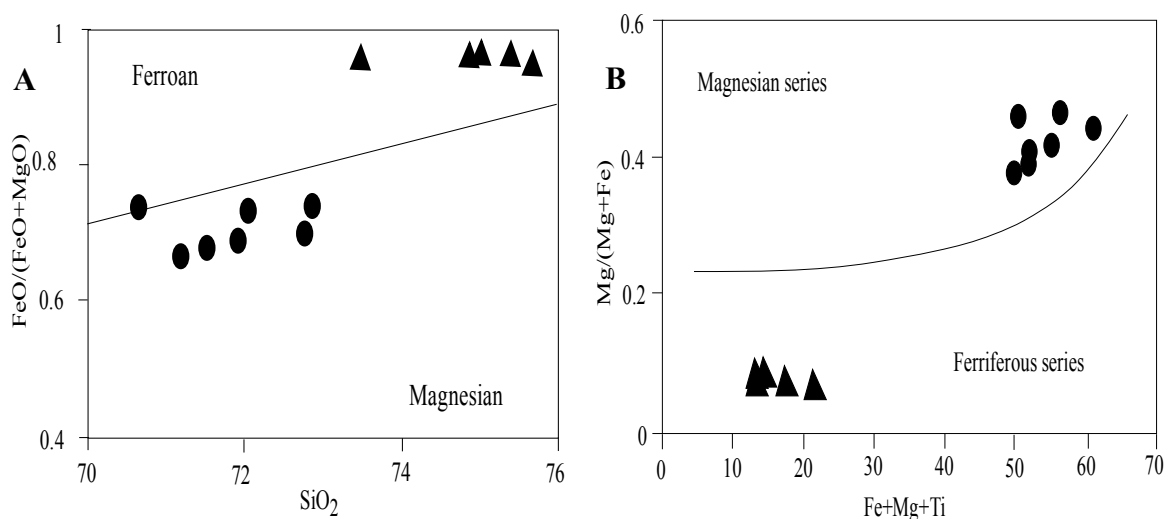 A
Ferroan
Magnesian
FeO/(FeO+MgO)
1
0.8
0.6
0.4
70
72
74
76
SiO₂
B
Magnesian series
Ferriferous series
Mg/(Mg+Fe)
0.6
0.4
0.2
0
0
10
20
30
40
50
60
70
Fe+Mg+Ti